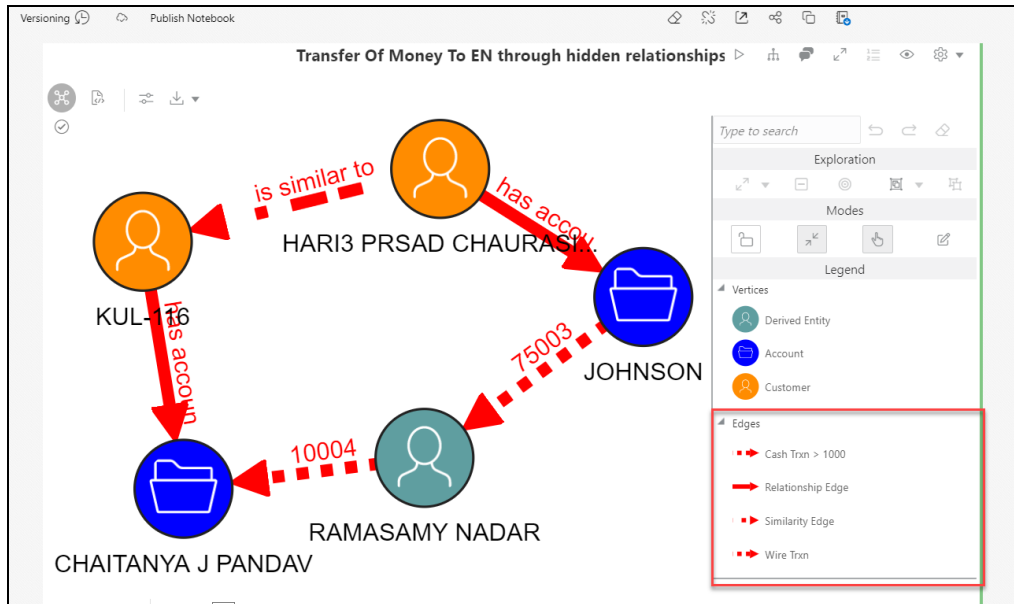 Versioning
Publish Notebook
Transfer Of Money To EN through hidden relationships
Type to search
Exploration
Modes
Legend
Vertices
Derived Entity
Account
Customer
Edges
Cash Trxn > 1000
Relationship Edge
Similarity Edge
Wire Trxn
is similar to
has accou
HARI3 PRSAD CHAURASI...
KUL-116
has accoun
75003
JOHNSON
10004
RAMASAMY NADAR
CHAITANYA J PANDAV